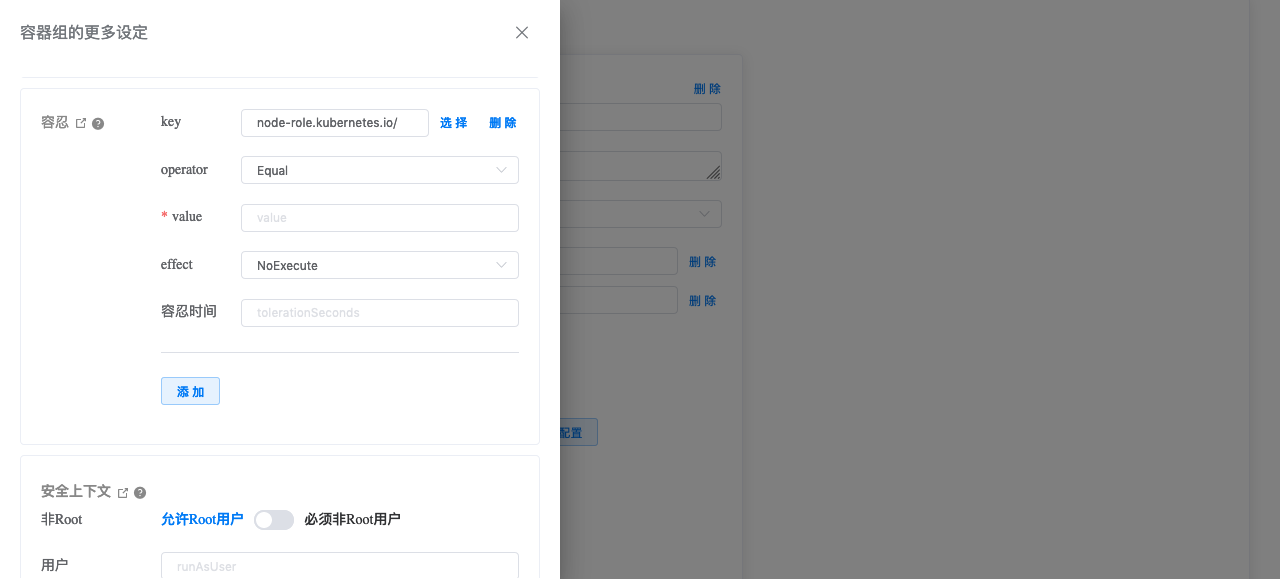 容器组的更多设定
删 除
容忍
key
node-role.kubernetes.io/
选 择
删 除
operator
Equal
* value
value
effect
NoExecute
删 除
容忍时间
tolerationSeconds
删 除
添 加
配置
安全上下文
非Root
允许Root用户
必须非Root用户
用户
runAsUser